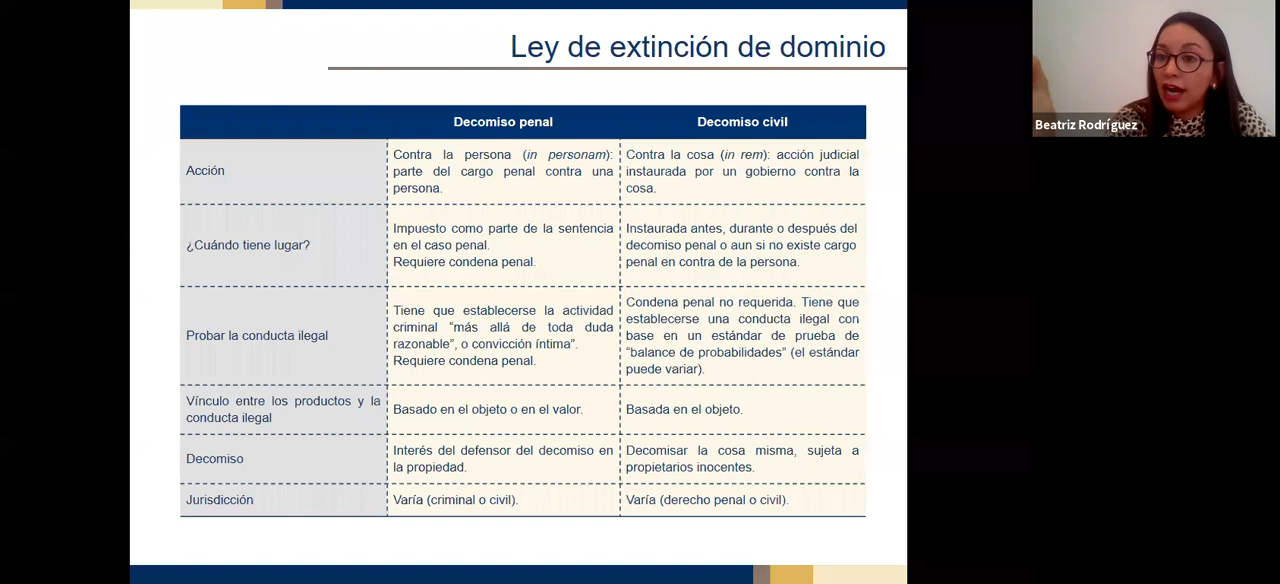 Ley de extinción de dominio
Decomiso penal
Decomiso civil
Acción
Contra la persona (in personam):
parte del cargo penal contra una
persona.
Contra la cosa (in rem): acción judicial
instaurada por un gobierno contra la
cosa.
¿Cuándo tiene lugar?
Impuesto como parte de la sentencia
en el caso penal.
Requiere condena penal.
Instaurada antes, durante o después del
decomiso penal o aun si no existe cargo
penal en contra de la persona.
Probar la conducta ilegal
Tiene que establecerse la actividad
criminal “más allá de toda duda
razonable”, o convicción íntima”.
Requiere condena penal.
Condena penal no requerida. Tiene que
establecerse una conducta ilegal con
base en un estándar de prueba de
“balance de probabilidades” (el estándar
puede variar).
Vínculo entre los productos y la
conducta ilegal
Basado en el objeto o en el valor.
Basada en el objeto.
Decomiso
Interés del defensor del decomiso en
la propiedad.
Decomisar la cosa misma, sujeta a
propietarios inocentes.
Jurisdicción
Varía (criminal o civil).
Varía (derecho penal o civil).
Beatriz Rodríguez